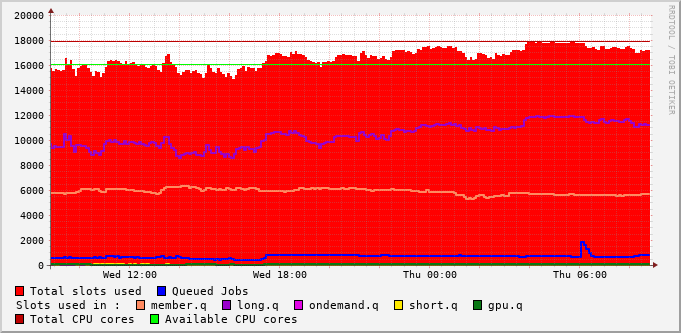 20000
18000
16000
14000
12000
10000
8000
6000
4000
2000
0
Wed 12:00 Wed 18:00 Thu 00:00 Thu 06:00
Total slots used Queued Jobs
Slots used in : member.q long.q ondemand.q short.q gpu.q
Total CPU cores Available CPU cores
RRDTOOL / TOBI OETIKER